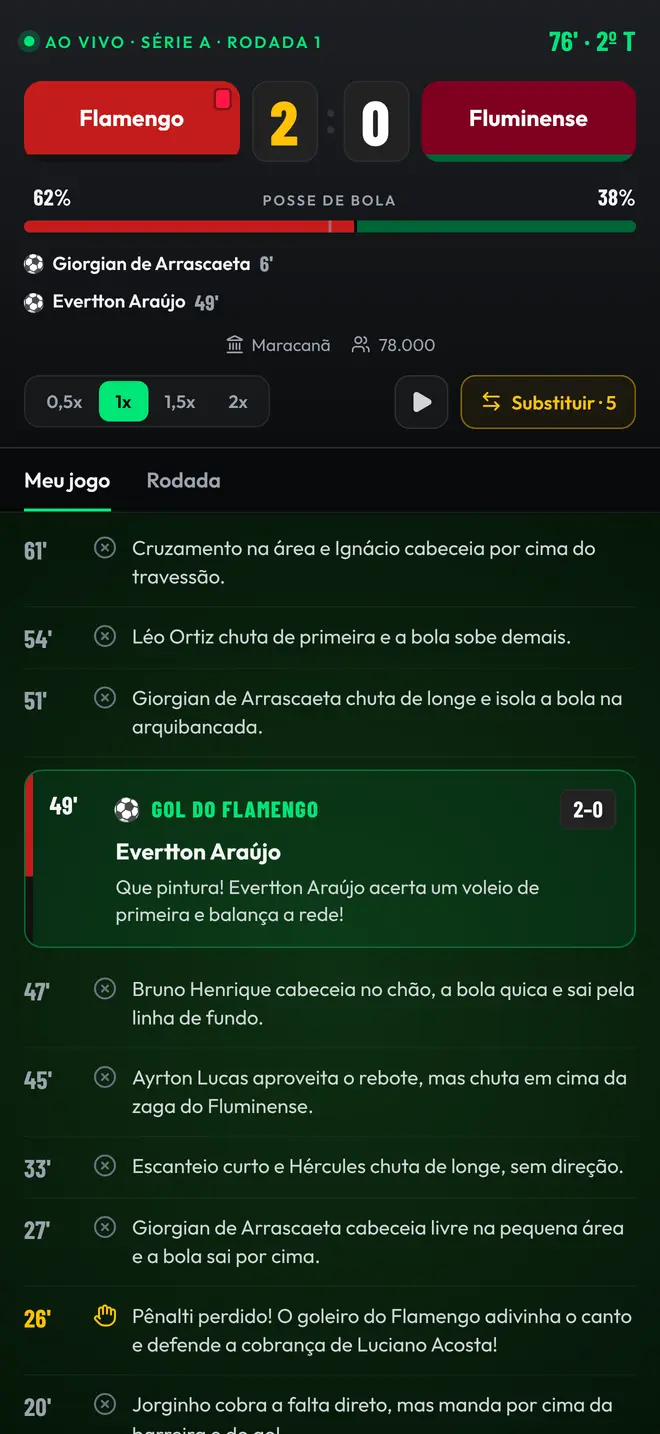 AO VIVO · SÉRIE A · RODADA 1
76' · 2º T
Flamengo
2 : 0
Fluminense
62%
POSSE DE BOLA
38%
Giorgian de Arrascaeta 6'
Evertton Araújo 49'
Maracanã 78.000
0,5x 1x 1,5x 2x
Substituir · 5
Meu jogo Rodada
61' Cruzamento na área e Ignácio cabeceia por cima do
travessão.
54' Léo Ortiz chuta de primeira e a bola sobe demais.
51' Giorgian de Arrascaeta chuta de longe e isola a bola na
arquibancada.
49' GOL DO FLAMENGO 2–0
Evertton Araújo
Que pintura! Evertton Araújo acerta um voleio de
primeira e balança a rede!
47' Bruno Henrique cabeceia no chão, a bola quica e sai pela
linha de fundo.
45' Ayrton Lucas aproveita o rebote, mas chuta em cima da
zaga do Fluminense.
33' Escanteio curto e Hércules chuta de longe, sem direção.
27' Giorgian de Arrascaeta cabeceia livre na pequena área
e a bola sai por cima.
26' Pênalti perdido! O goleiro do Flamengo adivinha o canto
e defende a cobrança de Luciano Acosta!
20' Jorginho cobra a falta direto, mas manda por cima da
barreira e do gol.